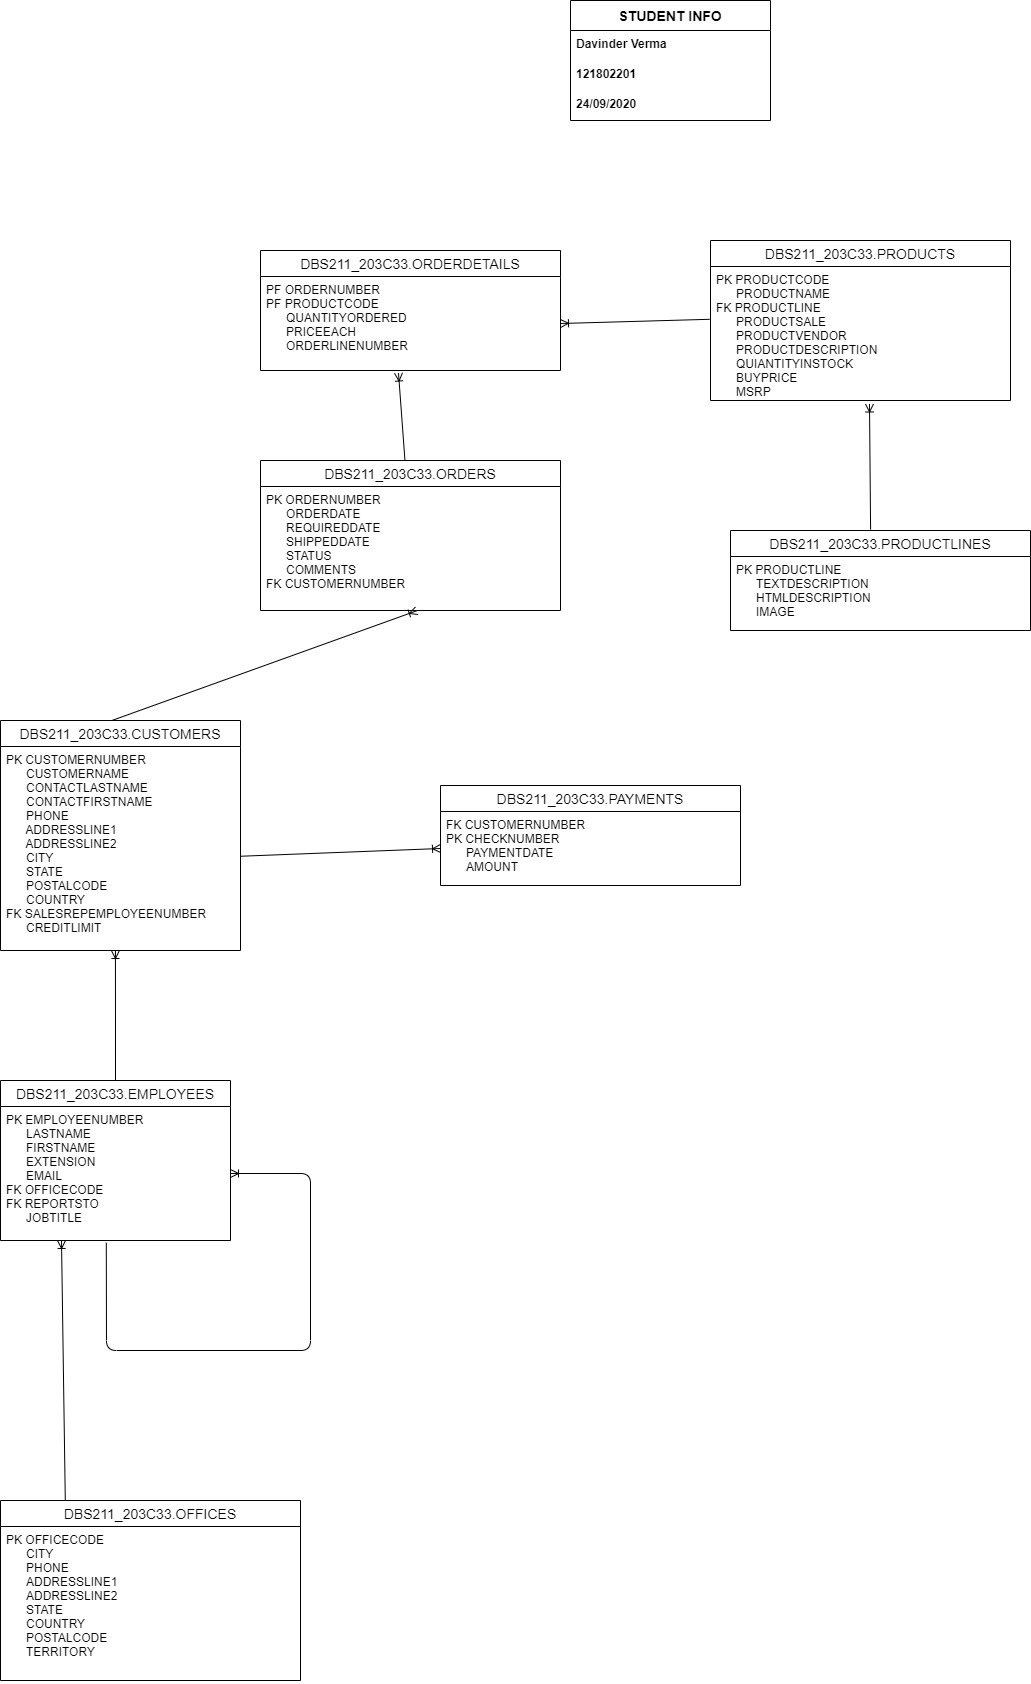 STUDENT INFO
Davinder Verma
121802201
24/09/2020
DBS211_203C33.ORDERDETAILS
PF ORDERNUMBER
PF PRODUCTCODE
QUANTITYORDERED
PRICEEACH
ORDERLINENUMBER
DBS211_203C33.PRODUCTS
PK PRODUCTCODE
PRODUCTNAME
FK PRODUCTLINE
PRODUCTSALE
PRODUCTVENDOR
PRODUCTDESCRIPTION
QUIANTITYINSTOCK
BUYPRICE
MSRP
DBS211_203C33.ORDERS
PK ORDERNUMBER
ORDERDATE
REQUIREDDATE
SHIPPEDDATE
STATUS
COMMENTS
FK CUSTOMERNUMBER
DBS211_203C33.PRODUCTLINES
PK PRODUCTLINE
TEXTDESCRIPTION
HTMLDESCRIPTION
IMAGE
DBS211_203C33.CUSTOMERS
PK CUSTOMERNUMBER
CUSTOMERNAME
CONTACTLASTNAME
CONTACTFIRSTNAME
PHONE
ADDRESSLINE1
ADDRESSLINE2
CITY
STATE
POSTALCODE
COUNTRY
FK SALESREPEMPLOYEENUMBER
CREDITLIMIT
DBS211_203C33.PAYMENTS
FK CUSTOMERNUMBER
PK CHECKNUMBER
PAYMENTDATE
AMOUNT
DBS211_203C33.EMPLOYEES
PK EMPLOYEENUMBER
LASTNAME
FIRSTNAME
EXTENSION
EMAIL
FK OFFICECODE
FK REPORTSTO
JOBTITLE
DBS211_203C33.OFFICES
PK OFFICECODE
CITY
PHONE
ADDRESSLINE1
ADDRESSLINE2
STATE
COUNTRY
POSTALCODE
TERRITORY